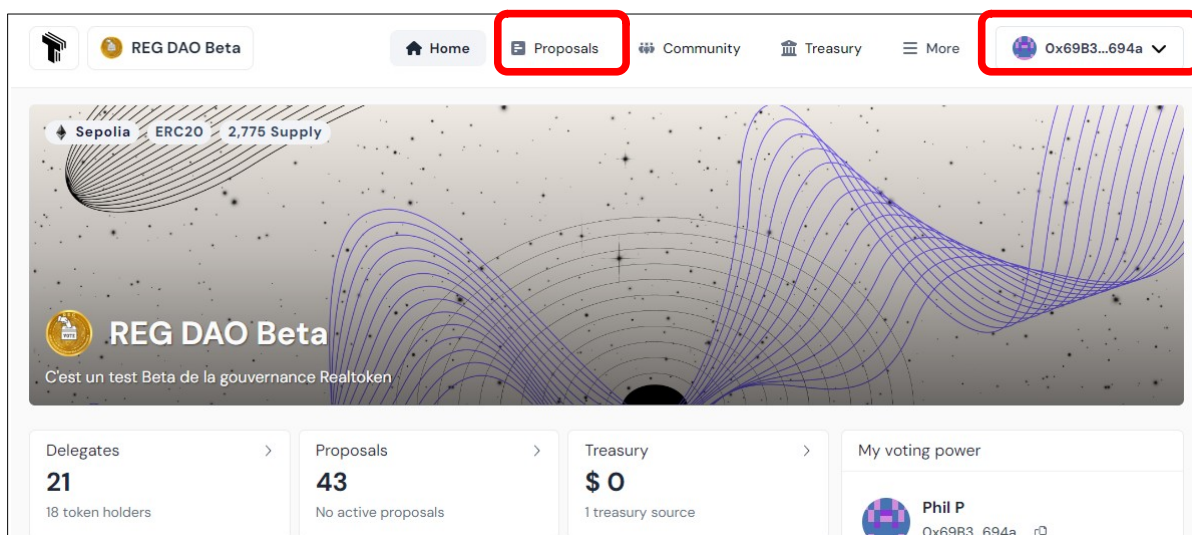 REG DAO Beta Home Proposals Community Treasury More 0x69B3...694a
Sepolia ERC20 2,775 Supply
VOTE
REG DAO Beta
C'est un test Beta de la gouvernance Realtoken
Delegates Proposals Treasury My voting power
21 43 $ 0
18 token holders No active proposals 1 treasury source
Phil P
0x69B3...694a